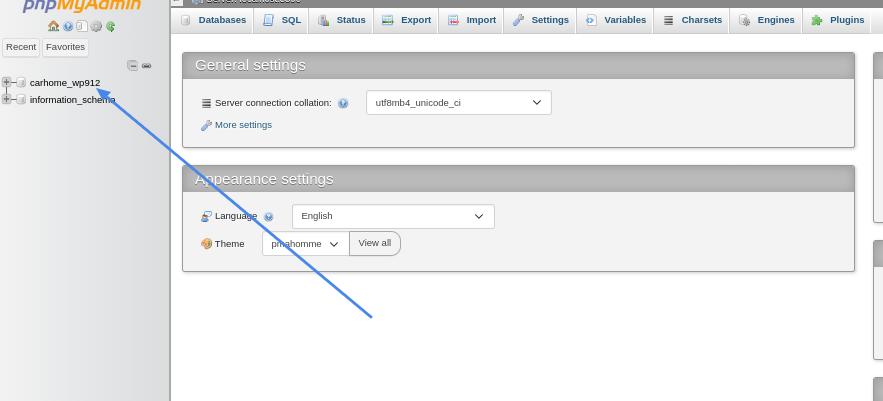 phpMyAdmin
Databases SQL Status Export Import Settings Variables Charsets Engines Plugins
Recent Favorites
carhome_wp912
information_schema
General settings
Server connection collation: utf8mb4_unicode_ci
More settings
Appearance settings
Language English
Theme pmahomme View all